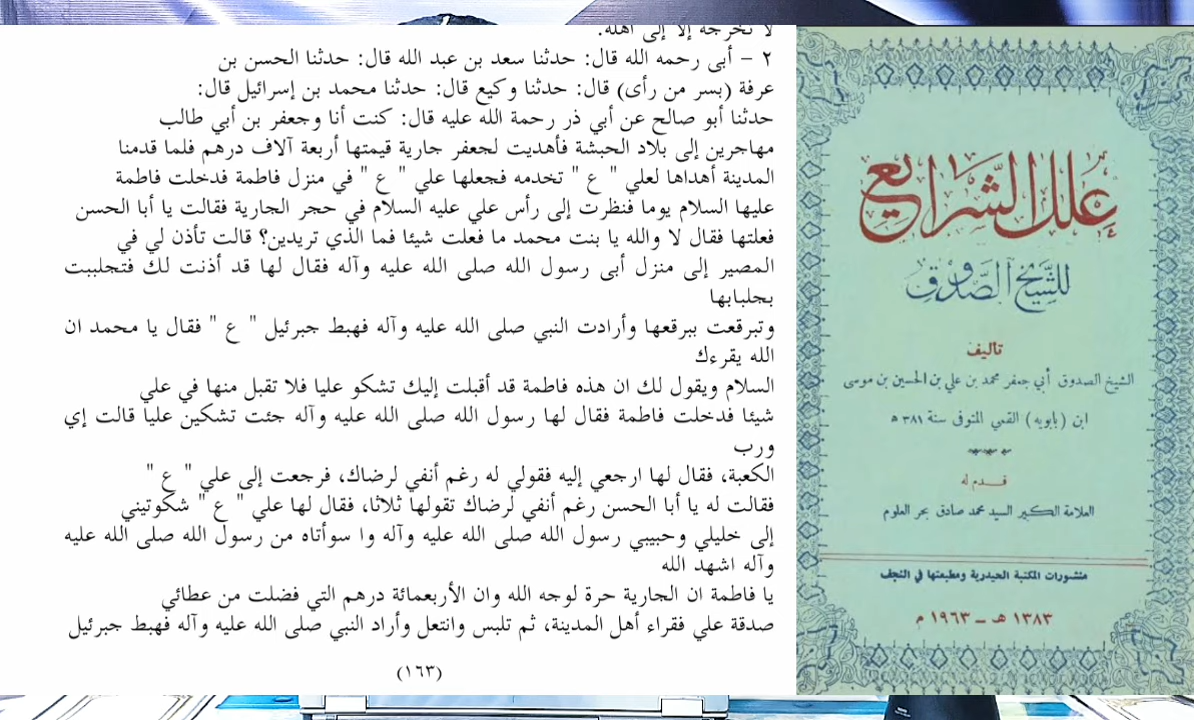 لا تخرجه إلا إلى أهله.
٢ - أبى رحمه الله قال: حدثنا سعد بن عبد الله قال: حدثنا الحسن بن
عرفة (بسر من رأى) قال: حدثنا وكيع قال: حدثنا محمد بن إسرائيل قال:
حدثنا أبو صالح عن أبي ذر رحمة الله عليه قال: كنت أنا وجعفر بن أبي طالب
مهاجرين إلى بلاد الحبشة فأهديت لجعفر جارية قيمتها أربعة آلاف درهم فلما قدمنا
المدينة أهداها لعلي " ع " تخدمه فجعلها علي " ع " في منزل فاطمة فدخلت فاطمة
عليها السلام يوما فنظرت إلى رأس علي عليه السلام في حجر الجارية فقالت يا أبا الحسن
فعلتها فقال لا والله يا بنت محمد ما فعلت شيئا فما الذي تريدين؟ قالت تأذن لي في
المصير إلى منزل أبى رسول الله صلى الله عليه وآله فقال لها قد أذنت لك فتجلببت
بجلبابها
وتبرقعت ببرقعها وأرادت النبي صلى الله عليه وآله فهبط جبرئيل " ع " فقال يا محمد ان
الله يقرءك
السلام ويقول لك ان هذه فاطمة قد أقبلت إليك تشكو عليا فلا تقبل منها في علي
شيئا فدخلت فاطمة فقال لها رسول الله صلى الله عليه وآله جئت تشكين عليا قالت إي
ورب
الكعبة، فقال لها ارجعي إليه فقولي له رغم أنفي لرضاك، فرجعت إلى علي " ع "
فقالت له يا أبا الحسن رغم أنفي لرضاك تقولها ثلاثا، فقال لها علي " ع " شكوتيني
إلى خليلي وحبيبي رسول الله صلى الله عليه وآله وا سوأتاه من رسول الله صلى الله عليه
وآله اشهد الله
يا فاطمة ان الجارية حرة لوجه الله وان الأربعمائة درهم التي فضلت من عطائي
صدقة علي فقراء أهل المدينة، ثم تلبس وانتعل وأراد النبي صلى الله عليه وآله فهبط جبرئيل
(١٦٣)
علل الشرايع
للشيخ الصدوق
تأليف
الشيخ الصدوق أبي جعفر محمد بن علي بن الحسين بن موسى
ابن (بابويه) القمي المتوفى سنة ٣٨١ ه
قدم له
العلامة الكبير السيد محمد صادق بحر العلوم
منشورات المكتبة الحيدرية ومطبعتها في النجف
١٣٨٣ هـ - ١٩٦٣ م